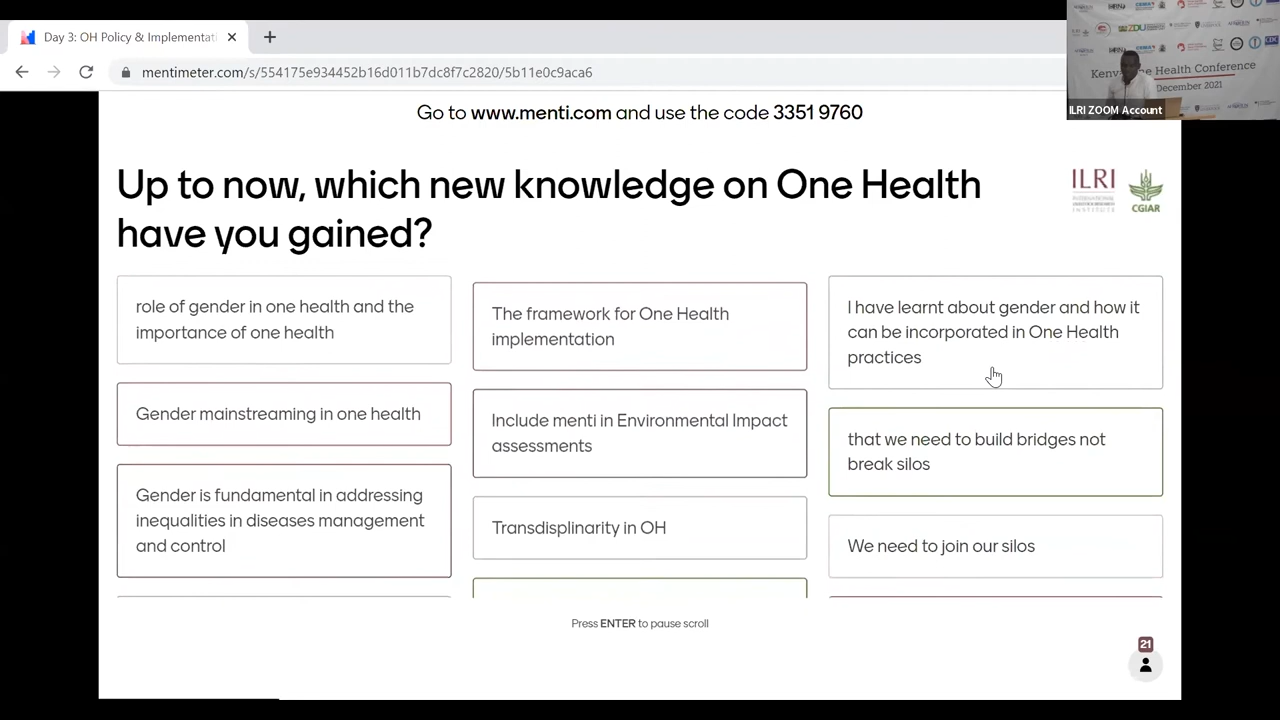 Day 3: OH Policy & Implementati
mentimeter.com/s/554175e934452b16d011b7dc8f7c2820/5b11e0c9aca6
Kenya One Health Conference
December 2021
ILRI ZOOM Account
Go to www.menti.com and use the code 3351 9760
Up to now, which new knowledge on One Health
have you gained?
ILRI
CGIAR
role of gender in one health and the
importance of one health
Gender mainstreaming in one health
Gender is fundamental in addressing
inequalities in diseases management
and control
The framework for One Health
implementation
Include menti in Environmental Impact
assessments
Transdisplinarity in OH
I have learnt about gender and how it
can be incorporated in One Health
practices
that we need to build bridges not
break silos
We need to join our silos
Press ENTER to pause scroll
21